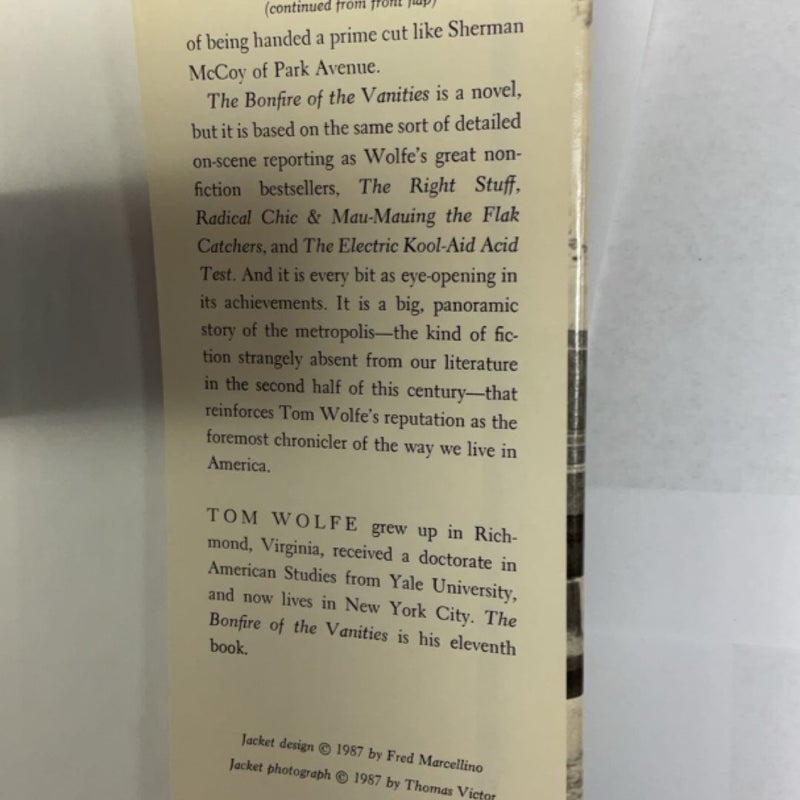 (continued from front flap)
of being handed a prime cut like Sherman
McCoy of Park Avenue.
The Bonfire of the Vanities is a novel,
but it is based on the same sort of detailed
on-scene reporting as Wolfe's great non-
fiction bestsellers, The Right Stuff,
Radical Chic & Mau-Mauing the Flak
Catchers, and The Electric Kool-Aid Acid
Test. And it is every bit as eye-opening in
its achievements. It is a big, panoramic
story of the metropolis—the kind of fic-
tion strangely absent from our literature
in the second half of this century—that
reinforces Tom Wolfe's reputation as the
foremost chronicler of the way we live in
America.
TOM WOLFE grew up in Rich-
mond, Virginia, received a doctorate in
American Studies from Yale University,
and now lives in New York City. The
Bonfire of the Vanities is his eleventh
book.
Jacket design © 1987 by Fred Marcellino
Jacket photograph © 1987 by Thomas Victor